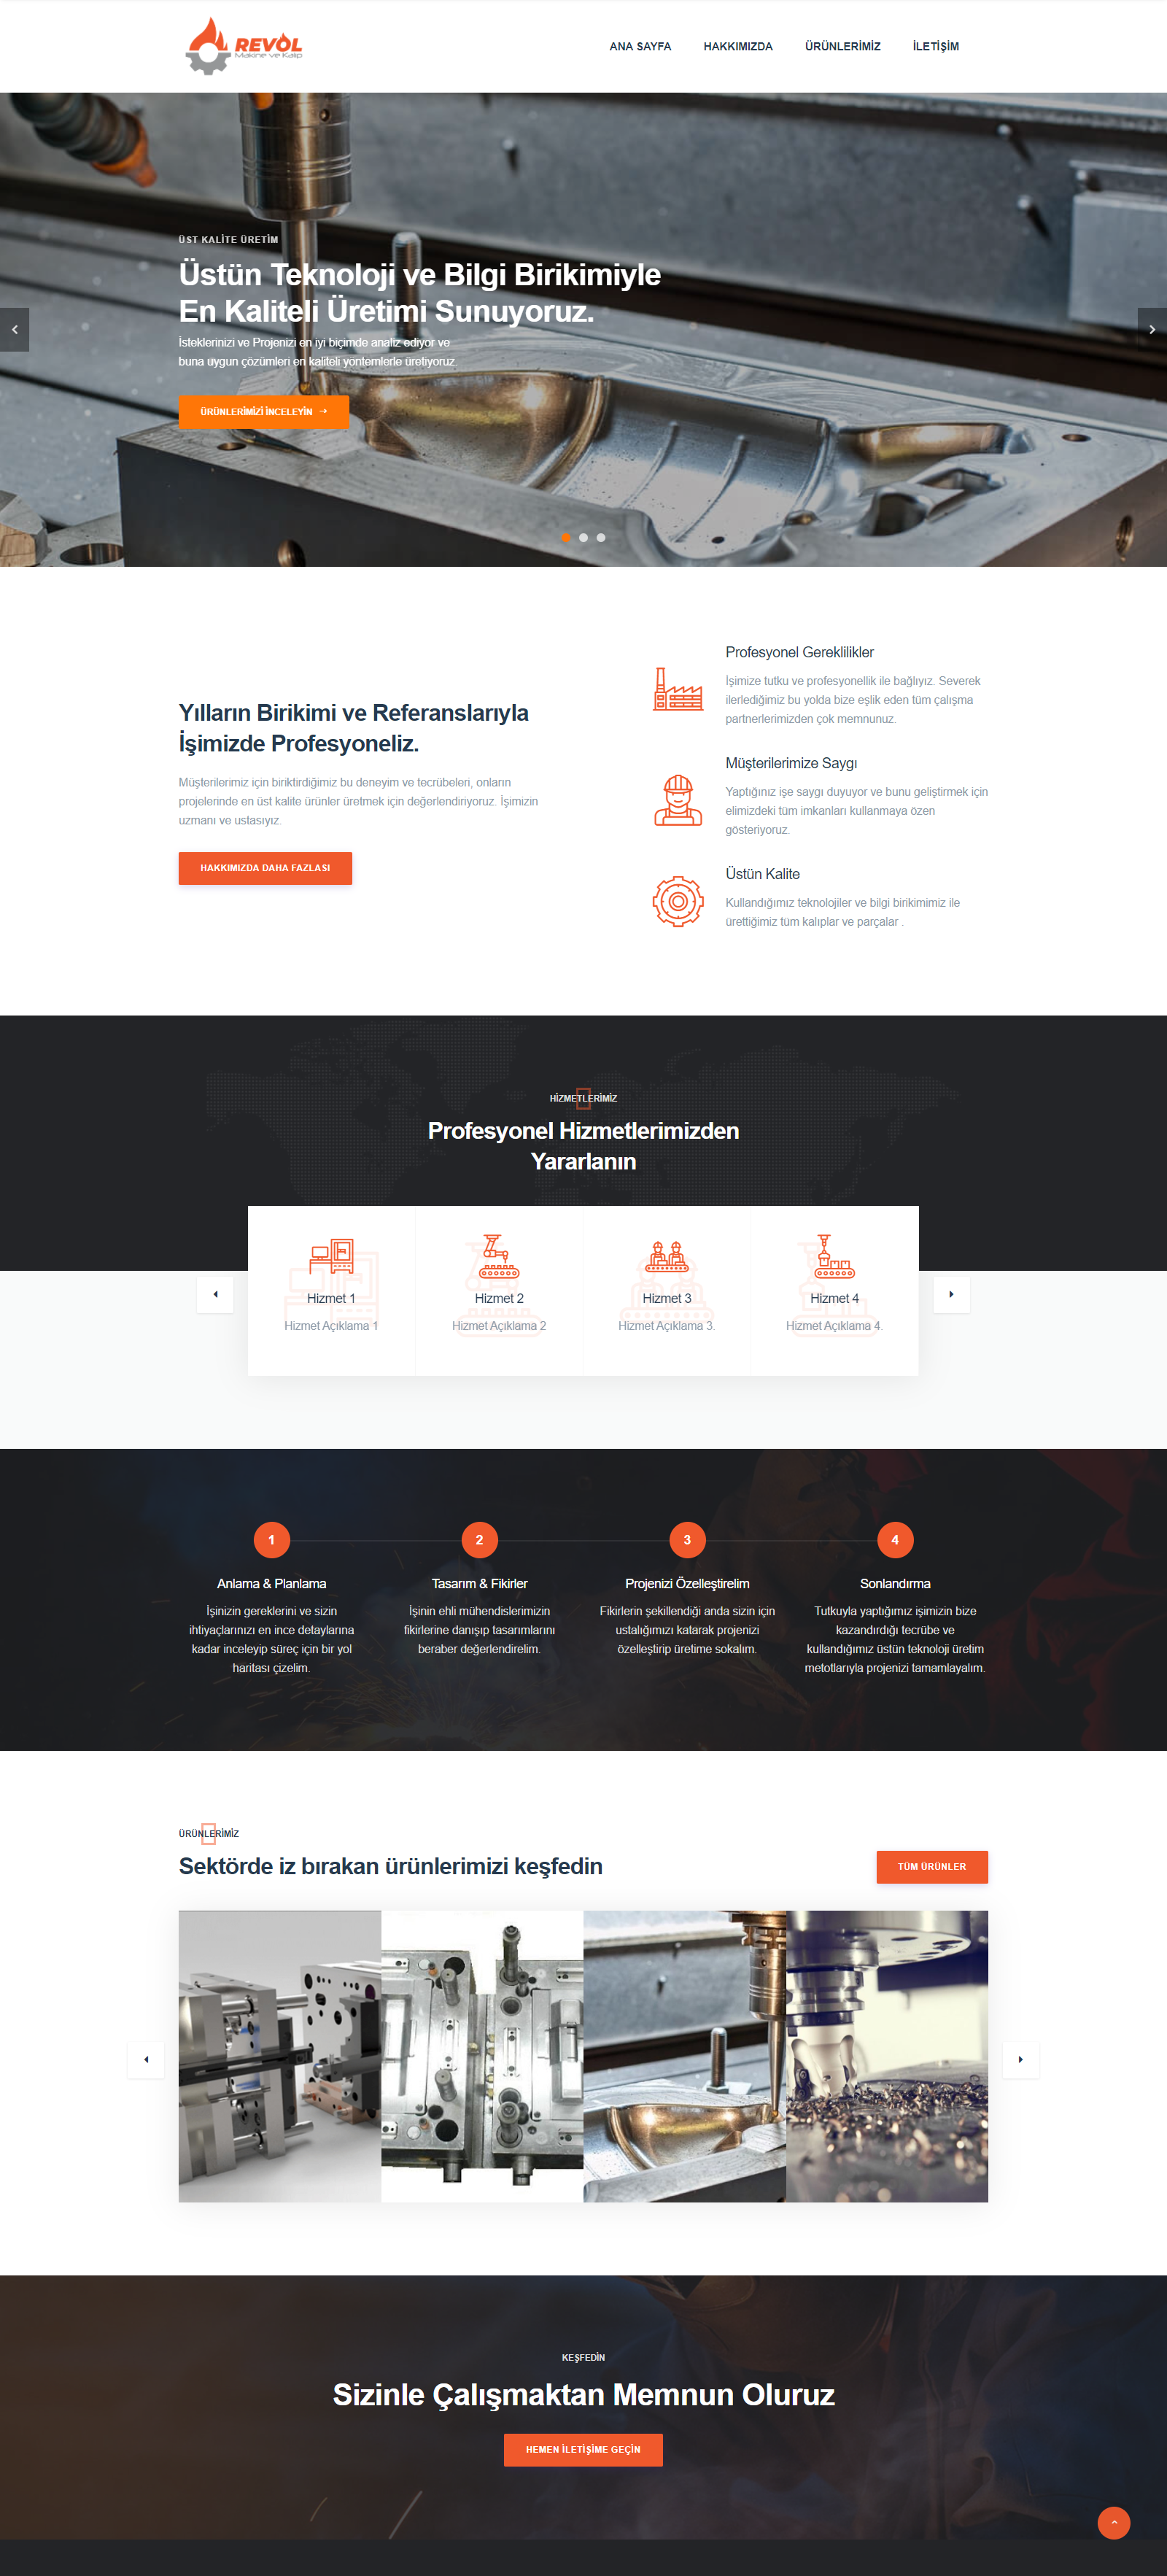 REVOL
Makine ve Kalıp
ANA SAYFA
HAKKIMIZDA
ÜRÜNLERİMİZ
İLETİŞİM
ÜST KALİTE ÜRETİM
Üstün Teknoloji ve Bilgi Birikimiyle
En Kaliteli Üretimi Sunuyoruz.
İsteklerinizi ve Projenizi en iyi biçimde analiz ediyor ve
buna uygun çözümleri en kaliteli yöntemlerle üretiyoruz.
ÜRÜNLERİMİZİ İNCELEYİN
Yılların Birikimi ve Referanslarıyla
İşimizde Profesyoneliz.
Müşterilerimiz için biriktirdiğimiz bu deneyim ve tecrübeleri, onların
projelerinde en üst kalite ürünler üretmek için değerlendiriyoruz. İşimizin
uzmanı ve ustasıyız.
HAKKIMIZDA DAHA FAZLASI
Profesyonel Gereklilikler
İşimize tutku ve profesyonellik ile bağlıyız. Severek
ilerlediğimiz bu yolda bize eşlik eden tüm çalışma
partnerlerimizden çok memnunuz.
Müşterilerimize Saygı
Yaptığınız işe saygı duyuyor ve bunu geliştirmek için
elimizdeki tüm imkanları kullanmaya özen
gösteriyoruz.
Üstün Kalite
Kullandığımız teknolojiler ve bilgi birikimimiz ile
ürettiğimiz tüm kalıplar ve parçalar .
HİZMETLERİMİZ
Profesyonel Hizmetlerimizden
Yararlanın
Hizmet 1
Hizmet Açıklama 1
Hizmet 2
Hizmet Açıklama 2
Hizmet 3
Hizmet Açıklama 3.
Hizmet 4
Hizmet Açıklama 4.
1
Anlama & Planlama
İşinizin gereklerini ve sizin
ihtiyaçlarınızı en ince detaylarına
kadar inceleyip süreç için bir yol
haritası çizelim.
2
Tasarım & Fikirler
İşinin ehli mühendislerimizin
fikirlerine danışıp tasarımlarını
beraber değerlendirelim.
3
Projenizi Özelleştirelim
Fikirlerin şekillendiği anda sizin için
ustalığımızı katarak projenizi
özelleştirip üretime sokalım.
4
Sonlandırma
Tutkuyla yaptığımız işimizin bize
kazandırdığı tecrübe ve
kullandığımız üstün teknoloji üretim
metotlarıyla projenizi tamamlayalım.
ÜRÜNLERİMİZ
Sektörde iz bırakan ürünlerimizi keşfedin
TÜM ÜRÜNLER
KEŞFEDİN
Sizinle Çalışmaktan Memnun Oluruz
HEMEN İLETİŞİME GEÇİN